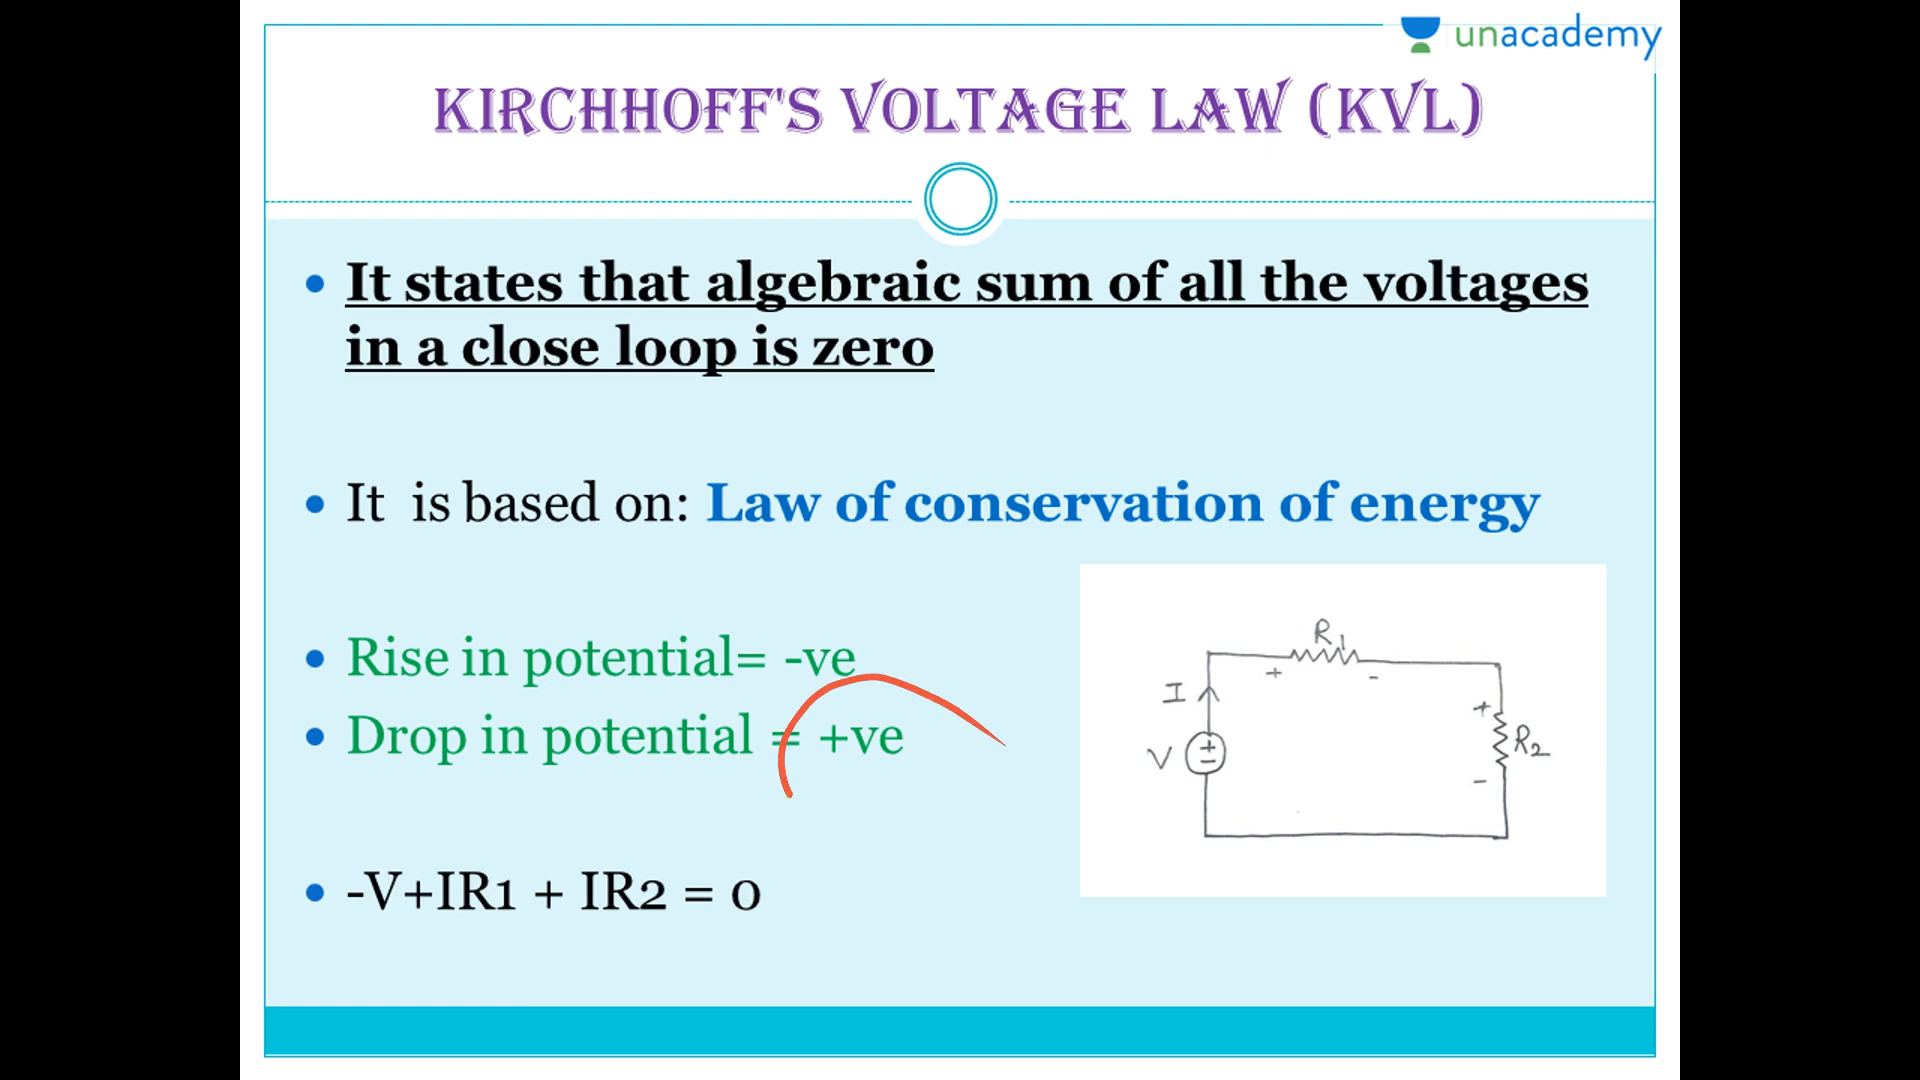 unacademy
KIRCHHOFF'S VOLTAGE LAW (KVL)
It states that algebraic sum of all the voltages
in a close loop is zero
It is based on: Law of conservation of energy
Rise in potential= -ve
Drop in potential = +ve
-V+IR1 + IR2 = 0
R1
+ -
I
+
V + -
R2
-